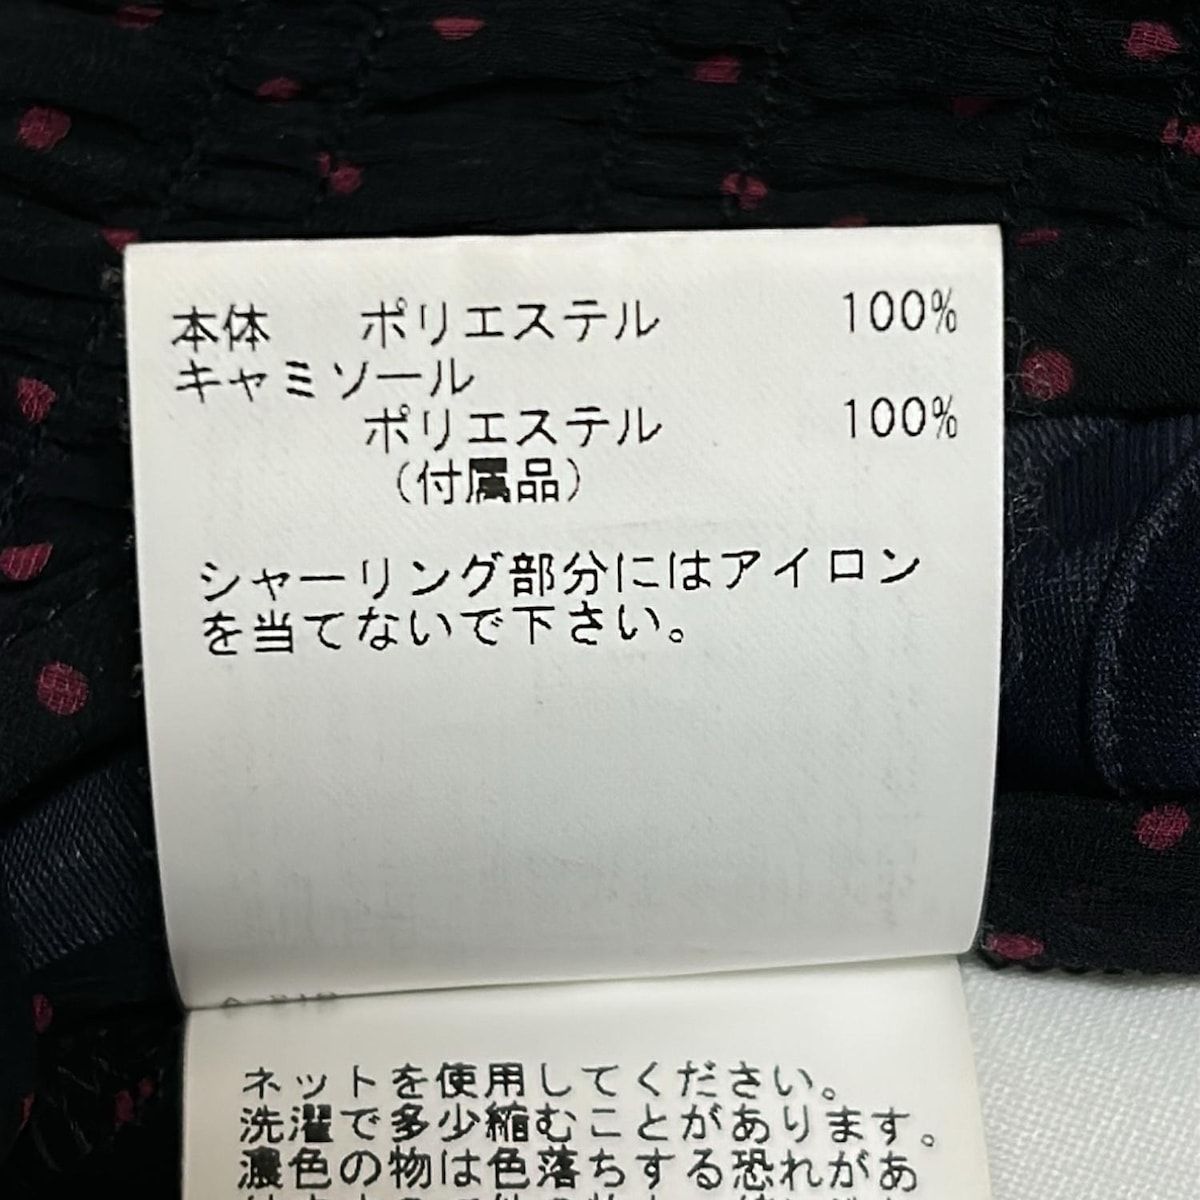 本体 ポリエステル 100%
キャミソール
ポリエステル 100%
(付属品)
シャーリング部分にはアイロン
を当てないで下さい。
ネットを使用してください。
洗濯で多少縮むことがあります。
濃色の物は色落ちする恐れがあ